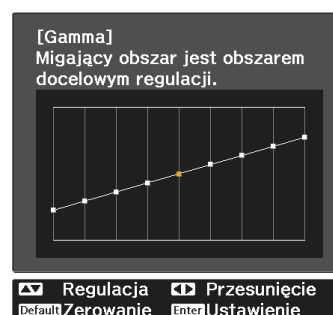 [Gamma]
Migający obszar jest obszarem
docelowym regulacji.
Regulacja Przesunięcie
Default Zerowanie Enter Ustawienie